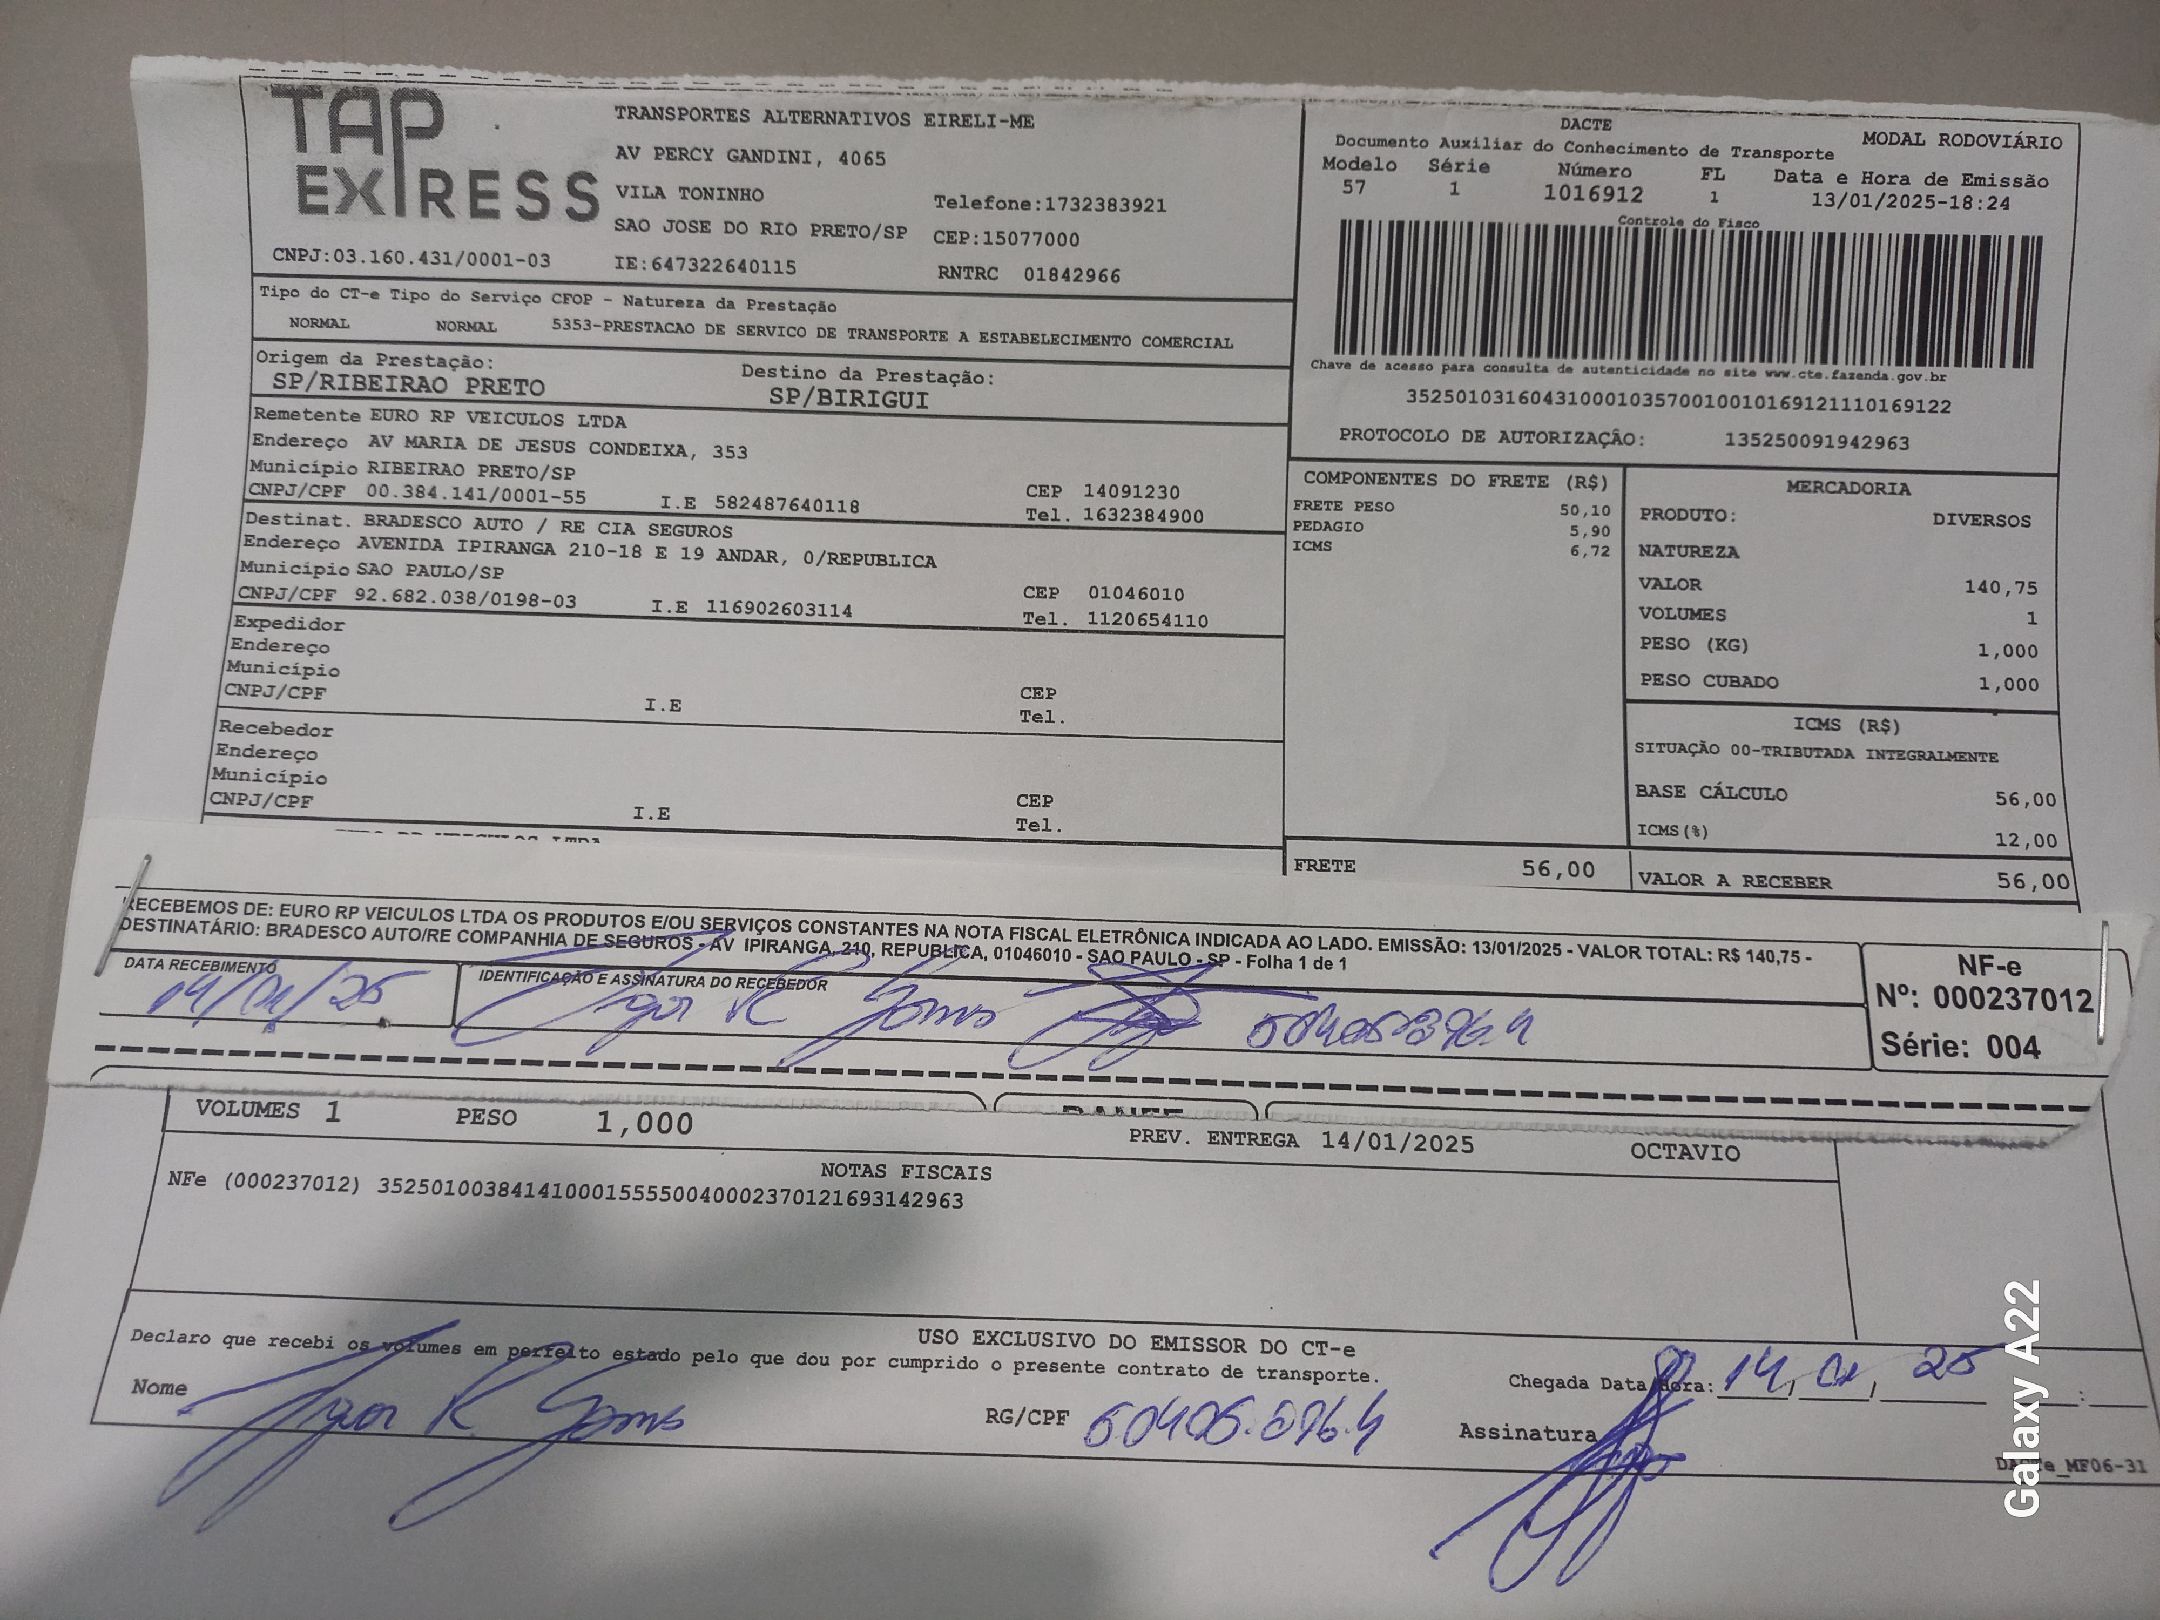 TAP EXPRESS
TRANSPORTES ALTERNATIVOS EIRELI-ME
AV PERCY GANDINI, 4065
VILA TONINHO Telefone:1732383921
SAO JOSE DO RIO PRETO/SP CEP:15077000
CNPJ:03.160.431/0001-03 IE:647322640115 RNTRC 01842966
DACTE MODAL RODOVIÁRIO
Documento Auxiliar do Conhecimento de Transporte
Modelo Série Número FL Data e Hora de Emissão
57 1 1016912 1 13/01/2025-18:24
Controle do Fisco
Chave de acesso para consulta de autenticidade no site www.cte.fazenda.gov.br
35250103160431000103570010010169121110169122
PROTOCOLO DE AUTORIZAÇÂO: 135250091942963
Tipo do CT-e Tipo do Serviço CFOP - Natureza da Prestação
NORMAL NORMAL 5353-PRESTACAO DE SERVICO DE TRANSPORTE A ESTABELECIMENTO COMERCIAL
Origem da Prestação: Destino da Prestação:
SP/RIBEIRAO PRETO SP/BIRIGUI
Remetente EURO RP VEICULOS LTDA
Endereço AV MARIA DE JESUS CONDEIXA, 353
Município RIBEIRAO PRETO/SP CEP 14091230
CNPJ/CPF 00.384.141/0001-55 I.E 582487640118 Tel. 1632384900
Destinat. BRADESCO AUTO / RE CIA SEGUROS
Endereço AVENIDA IPIRANGA 210-18 E 19 ANDAR, 0/REPUBLICA
Município SAO PAULO/SP CEP 01046010
CNPJ/CPF 92.682.038/0198-03 I.E 116902603114 Tel. 1120654110
Expedidor
Endereço
Município CEP
CNPJ/CPF I.E Tel.
Recebedor
Endereço
Município CEP
CNPJ/CPF I.E Tel.
COMPONENTES DO FRETE (R$)
FRETE PESO 50,10
PEDAGIO 5,90
ICMS 6,72
FRETE 56,00
MERCADORIA
PRODUTO: DIVERSOS
NATUREZA
VALOR 140,75
VOLUMES 1
PESO (KG) 1,000
PESO CUBADO 1,000
ICMS (R$)
SITUAÇÃO 00-TRIBUTADA INTEGRALMENTE
BASE CÁLCULO 56,00
ICMS(%) 12,00
VALOR A RECEBER 56,00
RECEBEMOS DE: EURO RP VEICULOS LTDA OS PRODUTOS E/OU SERVIÇOS CONSTANTES NA NOTA FISCAL ELETRÔNICA INDICADA AO LADO. EMISSÃO: 13/01/2025 - VALOR TOTAL: R$ 140,75 -
DESTINATÁRIO: BRADESCO AUTO/RE COMPANHIA DE SEGUROS - AV IPIRANGA, 210, REPUBLICA, 01046010 - SAO PAULO - SP - Folha 1 de 1
DATA RECEBIMENTO IDENTIFICAÇÃO E ASSINATURA DO RECEBEDOR
14/01/25 Igor R Gomes
NF-e
Nº: 000237012
Série: 004
VOLUMES 1 PESO 1,000 PREV. ENTREGA 14/01/2025 OCTAVIO
NOTAS FISCAIS
NFe (000237012) 35250100384141000155550040002370121693142963
USO EXCLUSIVO DO EMISSOR DO CT-e
Declaro que recebi os volumes em perfeito estado pelo que dou por cumprido o presente contrato de transporte.
Nome Igor R Gomes RG/CPF Chegada Data/Hora: 14/01/25 :
Assinatura
DACTe_MF06-31
Galaxy A22